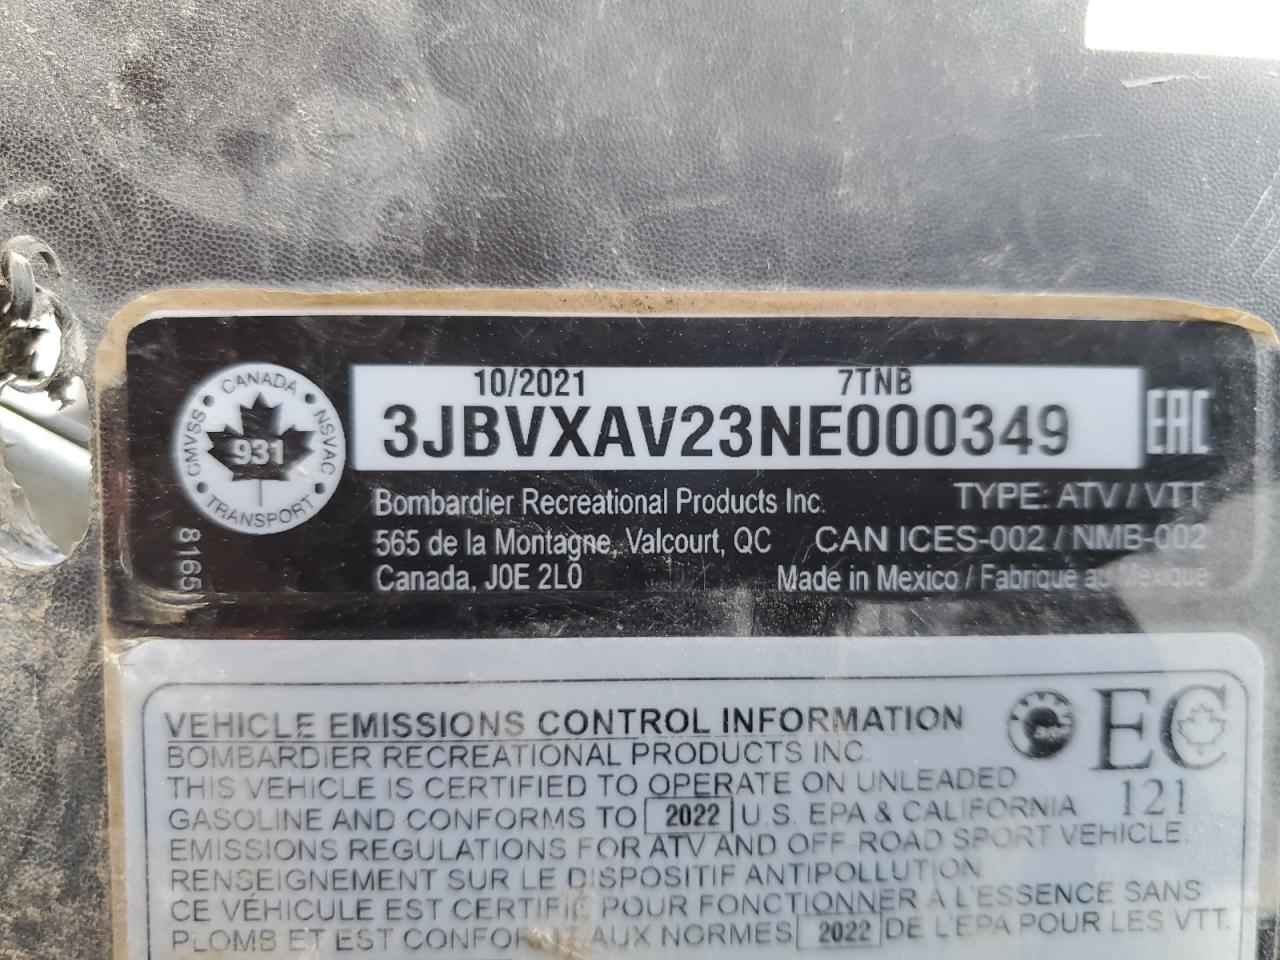 10/2021 7TNB
3JBVXAV23NE000349
EAC
CANADA
CMVSS • NSVAC
931
TRANSPORT
8165
Bombardier Recreational Products Inc. TYPE: ATV / VTT
565 de la Montagne, Valcourt, QC CAN ICES-002 / NMB-002
Canada, J0E 2L0 Made in Mexico / Fabriqué au Mexique
VEHICLE EMISSIONS CONTROL INFORMATION
EC
121
BOMBARDIER RECREATIONAL PRODUCTS INC.
THIS VEHICLE IS CERTIFIED TO OPERATE ON UNLEADED
GASOLINE AND CONFORMS TO 2022 U.S. EPA & CALIFORNIA
EMISSIONS REGULATIONS FOR ATV AND OFF-ROAD SPORT VEHICLE.
RENSEIGNEMENT SUR LE DISPOSITIF ANTIPOLLUTION
CE VÉHICULE EST CERTIFIÉ POUR FONCTIONNER À L'ESSENCE SANS
PLOMB ET EST AUX NORMES 2022 DE L'EPA POUR LES VTT.